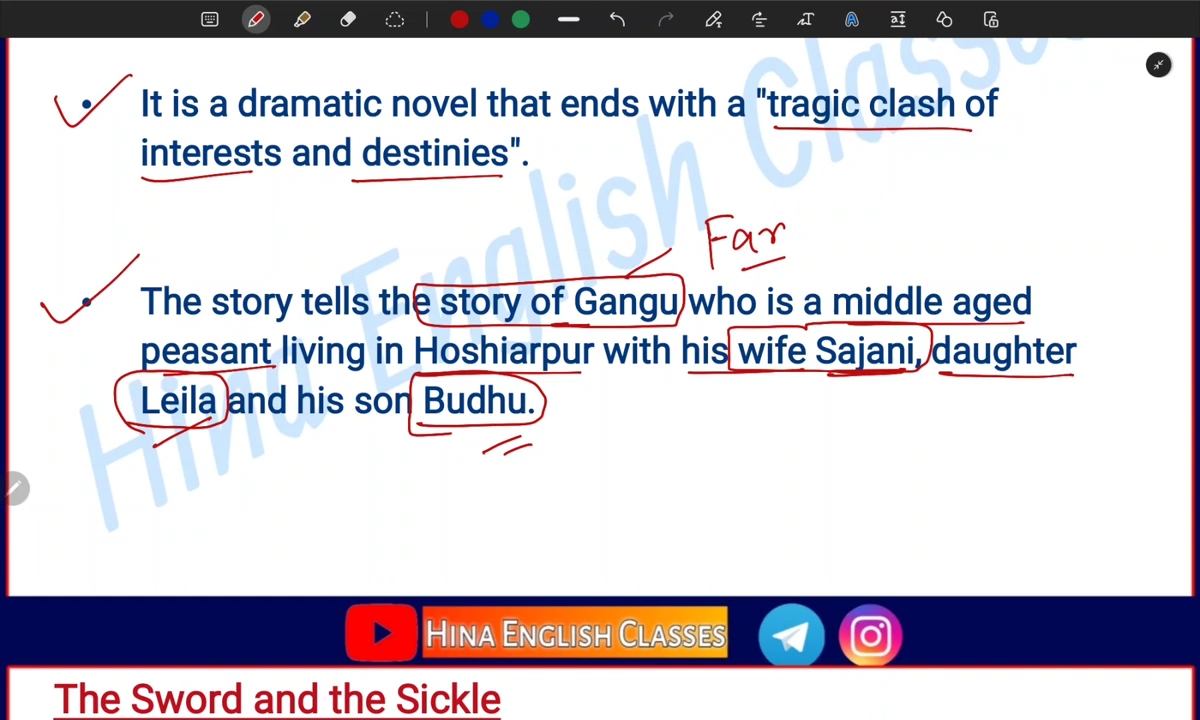 It is a dramatic novel that ends with a "tragic clash of
interests and destinies".
Far
The story tells the story of Gangu who is a middle aged
peasant living in Hoshiarpur with his wife Sajani, daughter
Leila and his son Budhu.
Hina English Classes
HINA ENGLISH CLASSES
The Sword and the Sickle